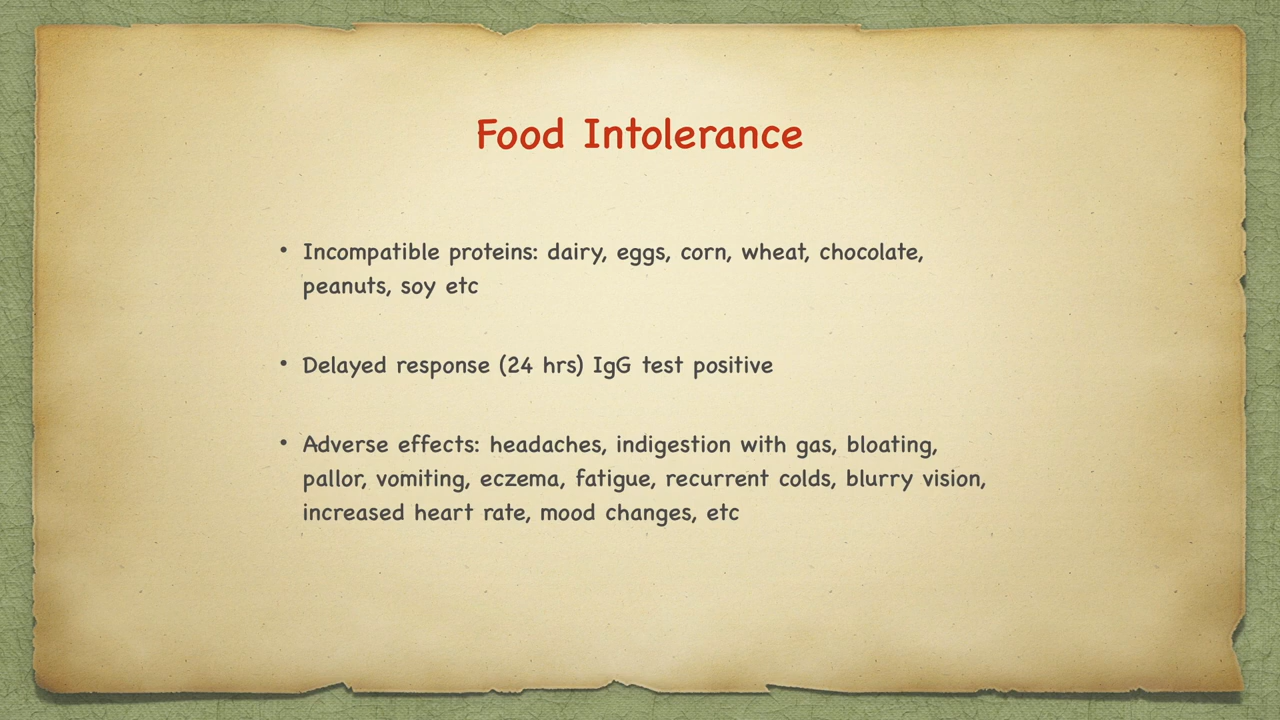 Food Intolerance
• Incompatible proteins: dairy, eggs, corn, wheat, chocolate,
peanuts, soy etc
• Delayed response (24 hrs) IgG test positive
• Adverse effects: headaches, indigestion with gas, bloating,
pallor, vomiting, eczema, fatigue, recurrent colds, blurry vision,
increased heart rate, mood changes, etc